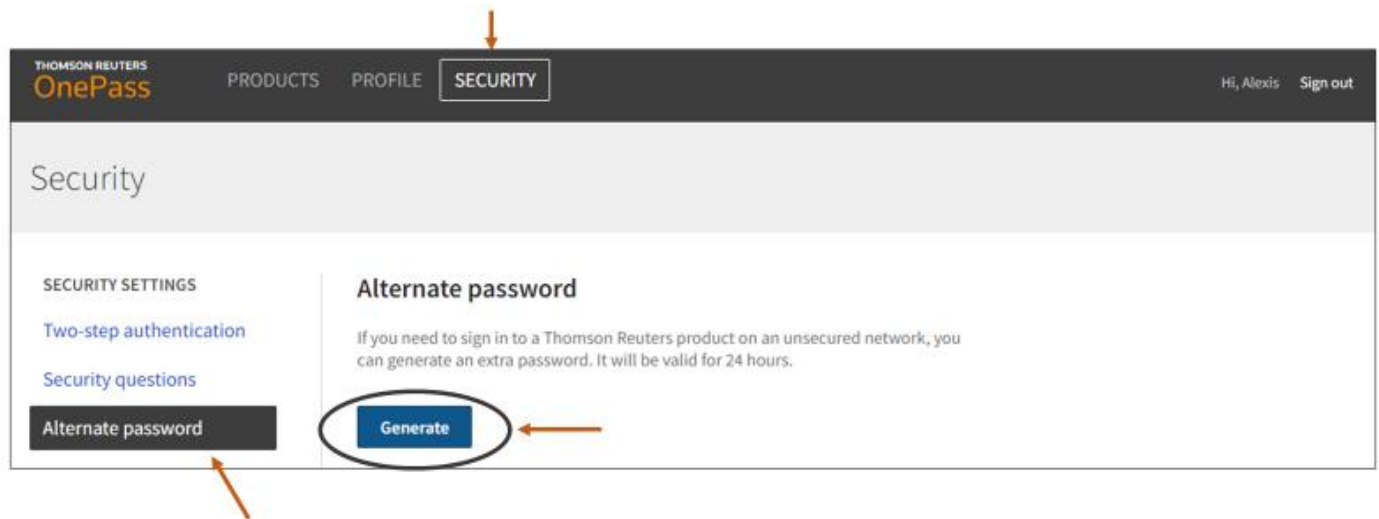 THOMSON REUTERS
OnePass
PRODUCTS PROFILE SECURITY
Hi, Alexis Sign out
Security
SECURITY SETTINGS
Two-step authentication
Security questions
Alternate password
Alternate password
If you need to sign in to a Thomson Reuters product on an unsecured network, you
can generate an extra password. It will be valid for 24 hours.
Generate